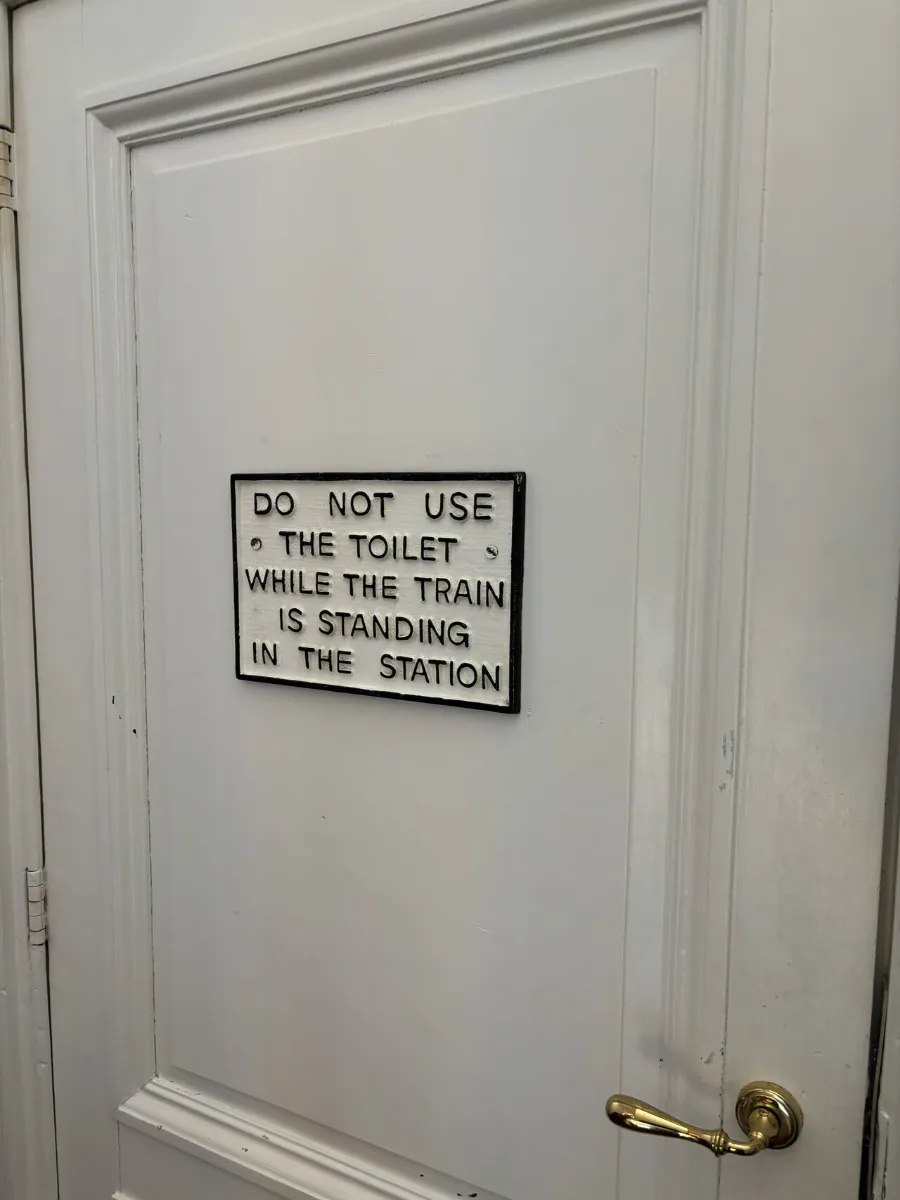 DO NOT USE
THE TOILET
WHILE THE TRAIN
IS STANDING
IN THE STATION